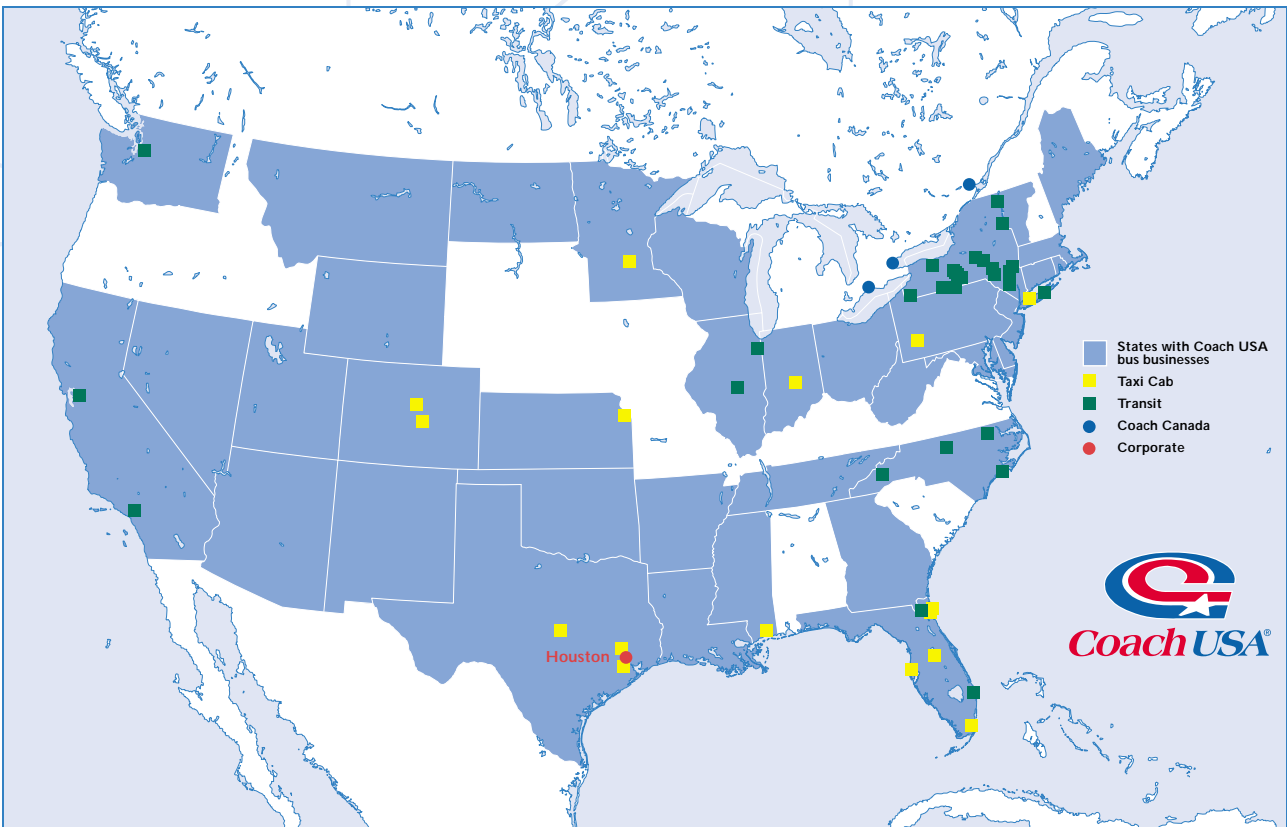 States with Coach USA
bus businesses
Taxi Cab
Transit
Coach Canada
Corporate
Houston
Coach USA®